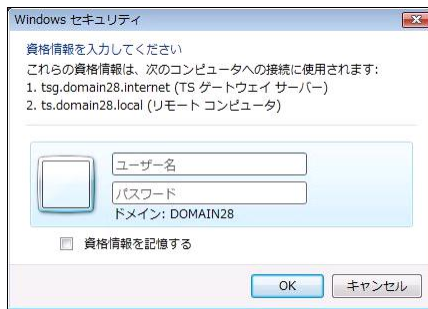 Windows セキュリティ
資格情報を入力してください
これらの資格情報は、次のコンピュータへの接続に使用されます:
1. tsg.domain28.internet (TS ゲートウェイ サーバー)
2. ts.domain28.local (リモート コンピュータ)
ユーザー名
パスワード
ドメイン: DOMAIN28
資格情報を記憶する
OK キャンセル